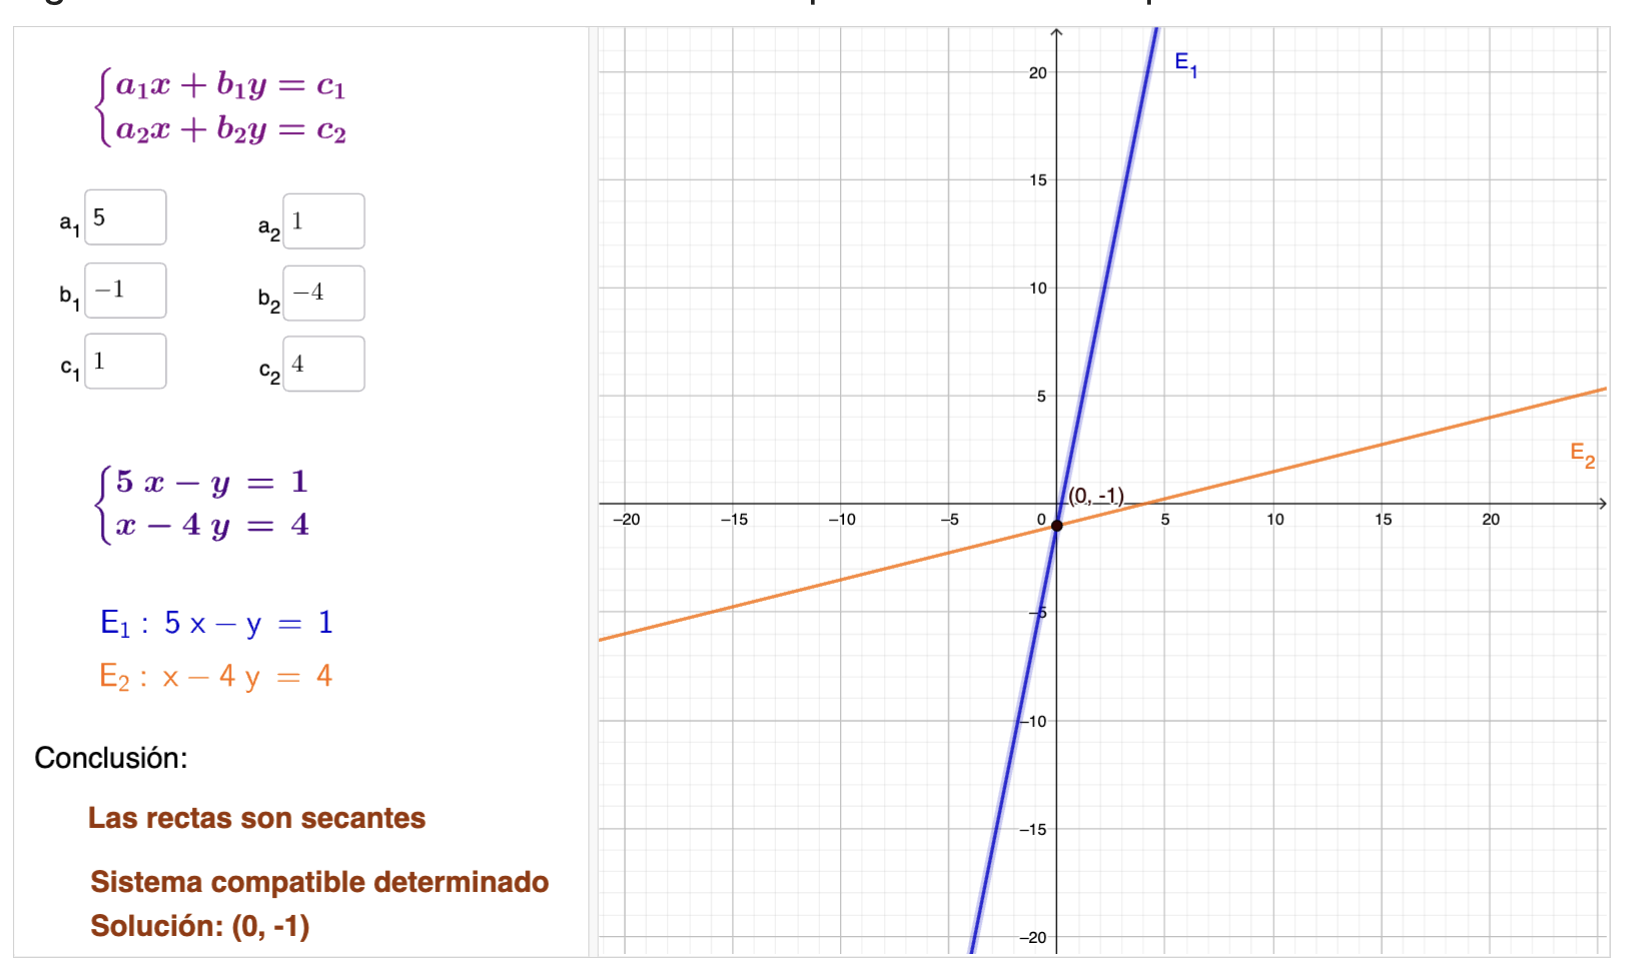 a₁x + b₁y = c₁
a₂x + b₂y = c₂
a₁ 5 a₂ 1
b₁ −1 b₂ −4
c₁ 1 c₂ 4
5 x − y = 1
x − 4 y = 4
E₁ : 5 x − y = 1
E₂ : x − 4 y = 4
Conclusión:
Las rectas son secantes
Sistema compatible determinado
Solución: (0, -1)
E₁
20
15
10
5
E₂
(0, -1)
−20 −15 −10 −5 0 5 10 15 20
−5
−10
−15
−20